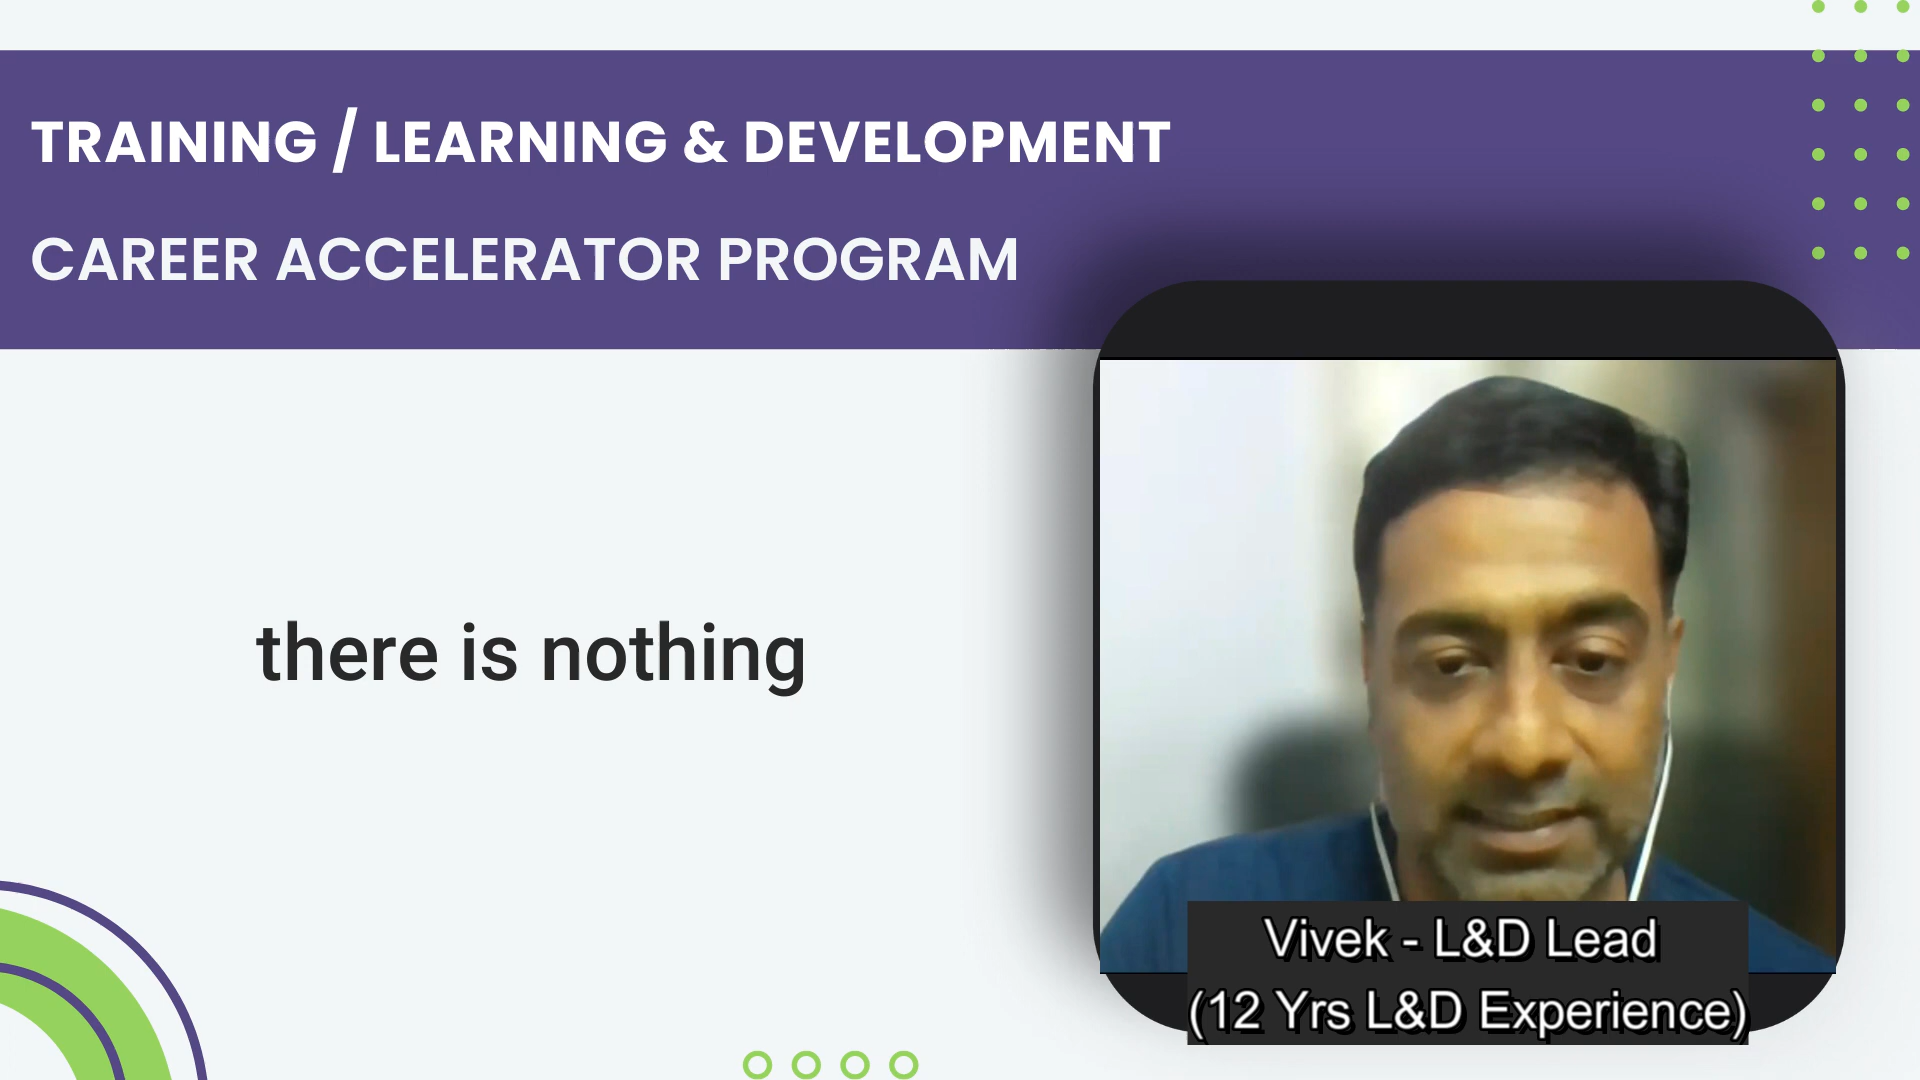 TRAINING / LEARNING & DEVELOPMENT
CAREER ACCELERATOR PROGRAM
there is nothing
Vivek - L&D Lead
(12 Yrs L&D Experience)